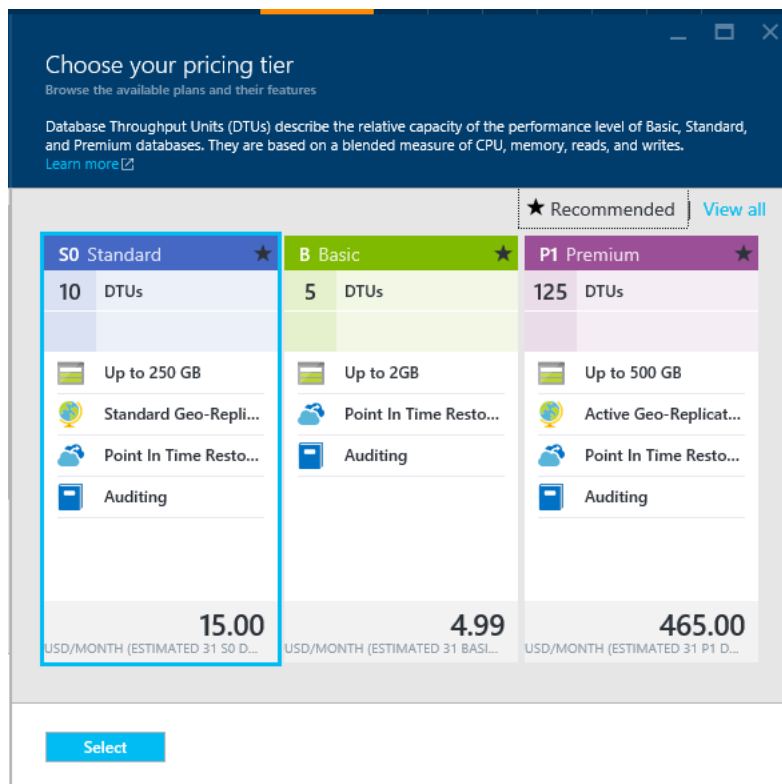 Choose your pricing tier
Browse the available plans and their features
Database Throughput Units (DTUs) describe the relative capacity of the performance level of Basic, Standard,
and Premium databases. They are based on a blended measure of CPU, memory, reads, and writes.
Learn more
Recommended | View all
S0 Standard
10 DTUs
Up to 250 GB
Standard Geo-Repli...
Point In Time Resto...
Auditing
15.00
USD/MONTH (ESTIMATED 31 S0 D...
B Basic
5 DTUs
Up to 2GB
Point In Time Resto...
Auditing
4.99
USD/MONTH (ESTIMATED 31 BASI...
P1 Premium
125 DTUs
Up to 500 GB
Active Geo-Replicat...
Point In Time Resto...
Auditing
465.00
USD/MONTH (ESTIMATED 31 P1 D...
Select